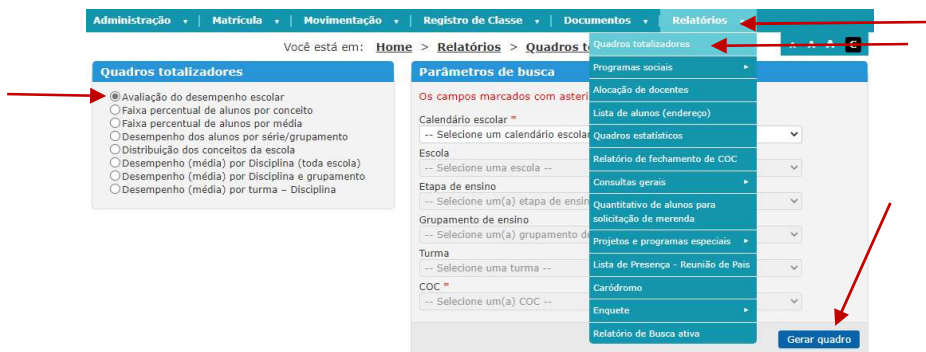 Administração | Matrícula | Movimentação | Registro de Classe | Documentos | Relatórios
Você está em: Home > Relatórios > Quadros to
A A A C
Quadros totalizadores
Avaliação do desempenho escolar
Faixa percentual de alunos por conceito
Faixa percentual de alunos por média
Desempenho dos alunos por série/grupamento
Distribuição dos conceitos da escola
Desempenho (média) por Disciplina (toda escola)
Desempenho (média) por Disciplina e grupamento
Desempenho (média) por turma – Disciplina
Parâmetros de busca
Os campos marcados com asteri
Calendário escolar *
-- Selecione um calendário escolar
Escola
-- Selecione uma escola --
Etapa de ensino
-- Selecione um(a) etapa de ensin
Grupamento de ensino
-- Selecione um(a) grupamento d
Turma
-- Selecione uma turma --
COC *
-- Selecione um(a) COC --
Quadros totalizadores
Programas sociais
Alocação de docentes
Lista de alunos (endereço)
Quadros estatísticos
Relatório de fechamento de COC
Consultas gerais
Quantitativo de alunos para
solicitação de merenda
Projetos e programas especiais
Lista de Presença - Reunião de Pais
Caródromo
Enquete
Relatório de Busca ativa
Gerar quadro